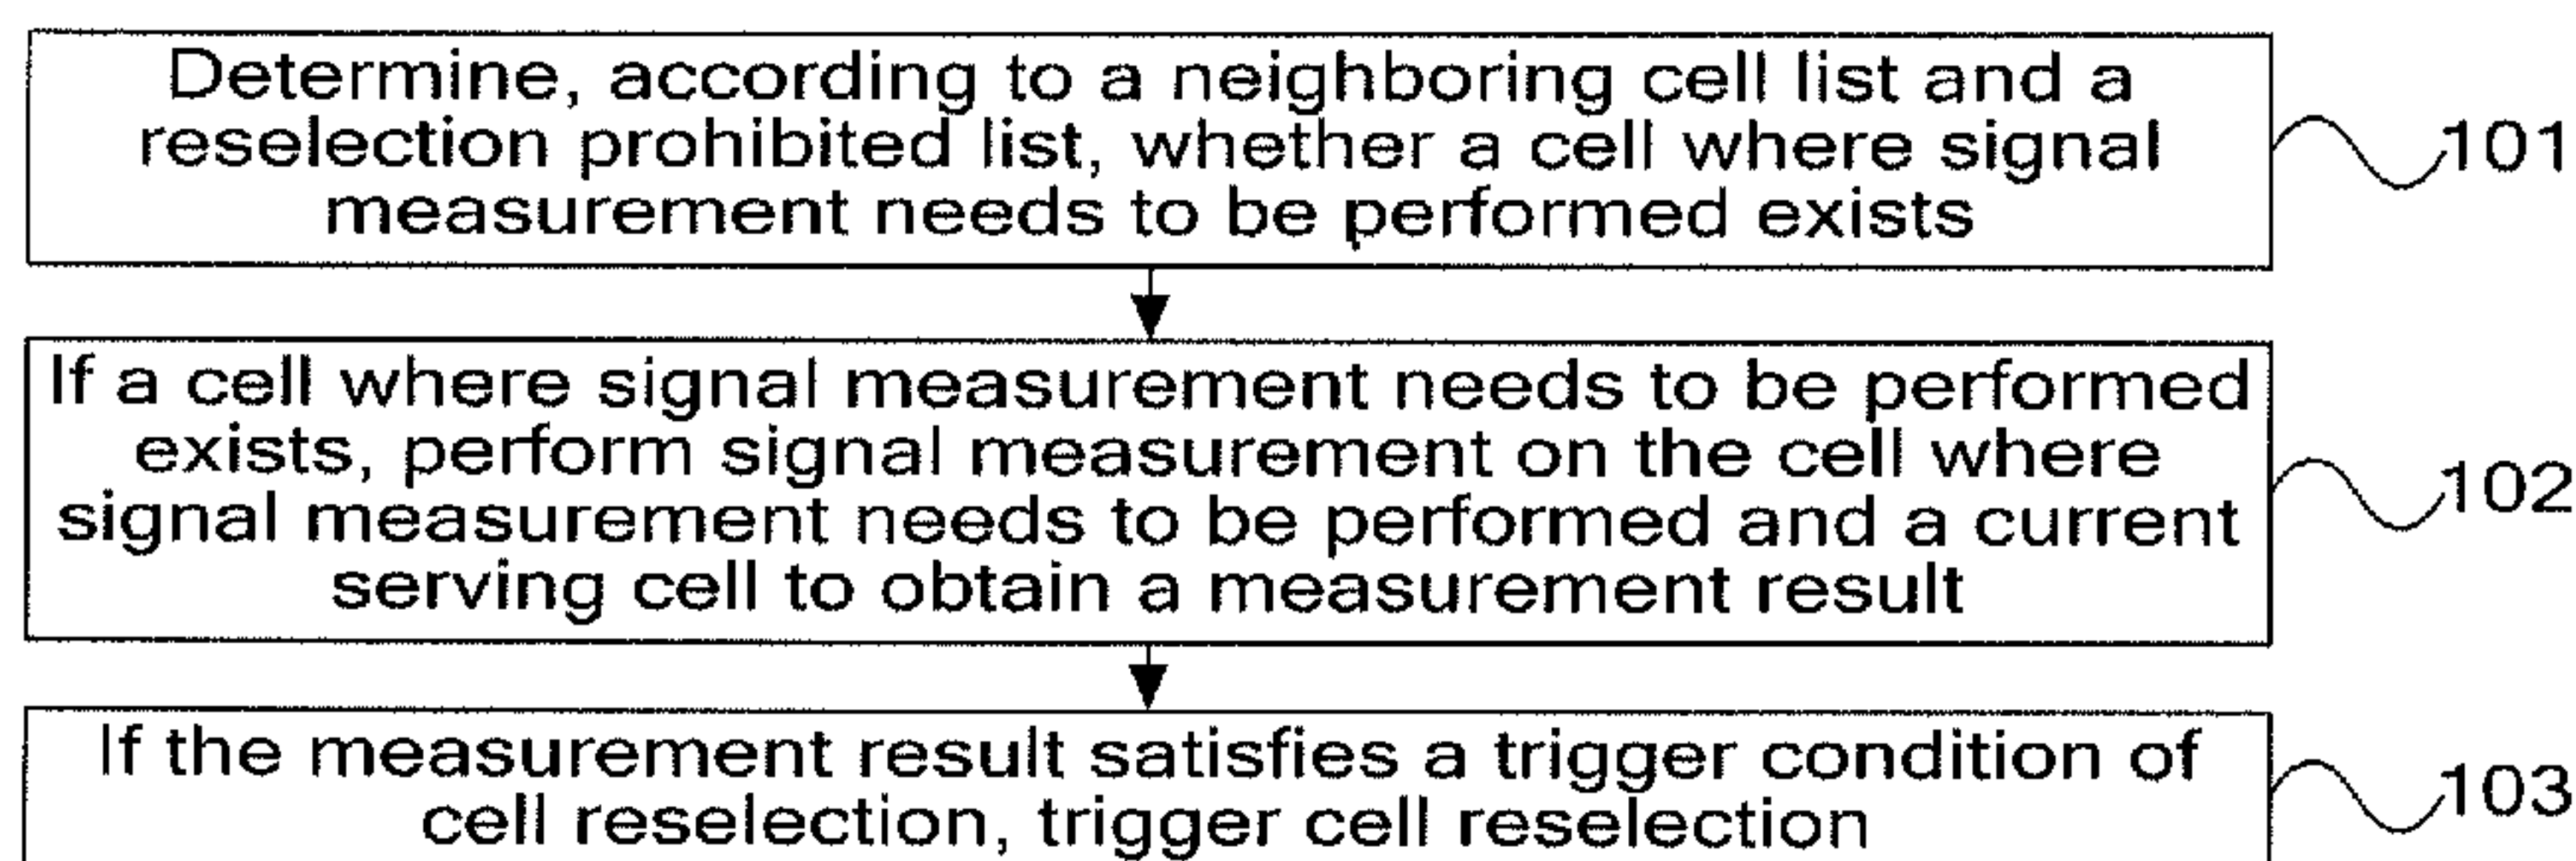 Determine, according to a neighboring cell list and a
reselection prohibited list, whether a cell where signal
measurement needs to be performed exists
101
If a cell where signal measurement needs to be performed
exists, perform signal measurement on the cell where
signal measurement needs to be performed and a current
serving cell to obtain a measurement result
102
If the measurement result satisfies a trigger condition of
cell reselection, trigger cell reselection
103